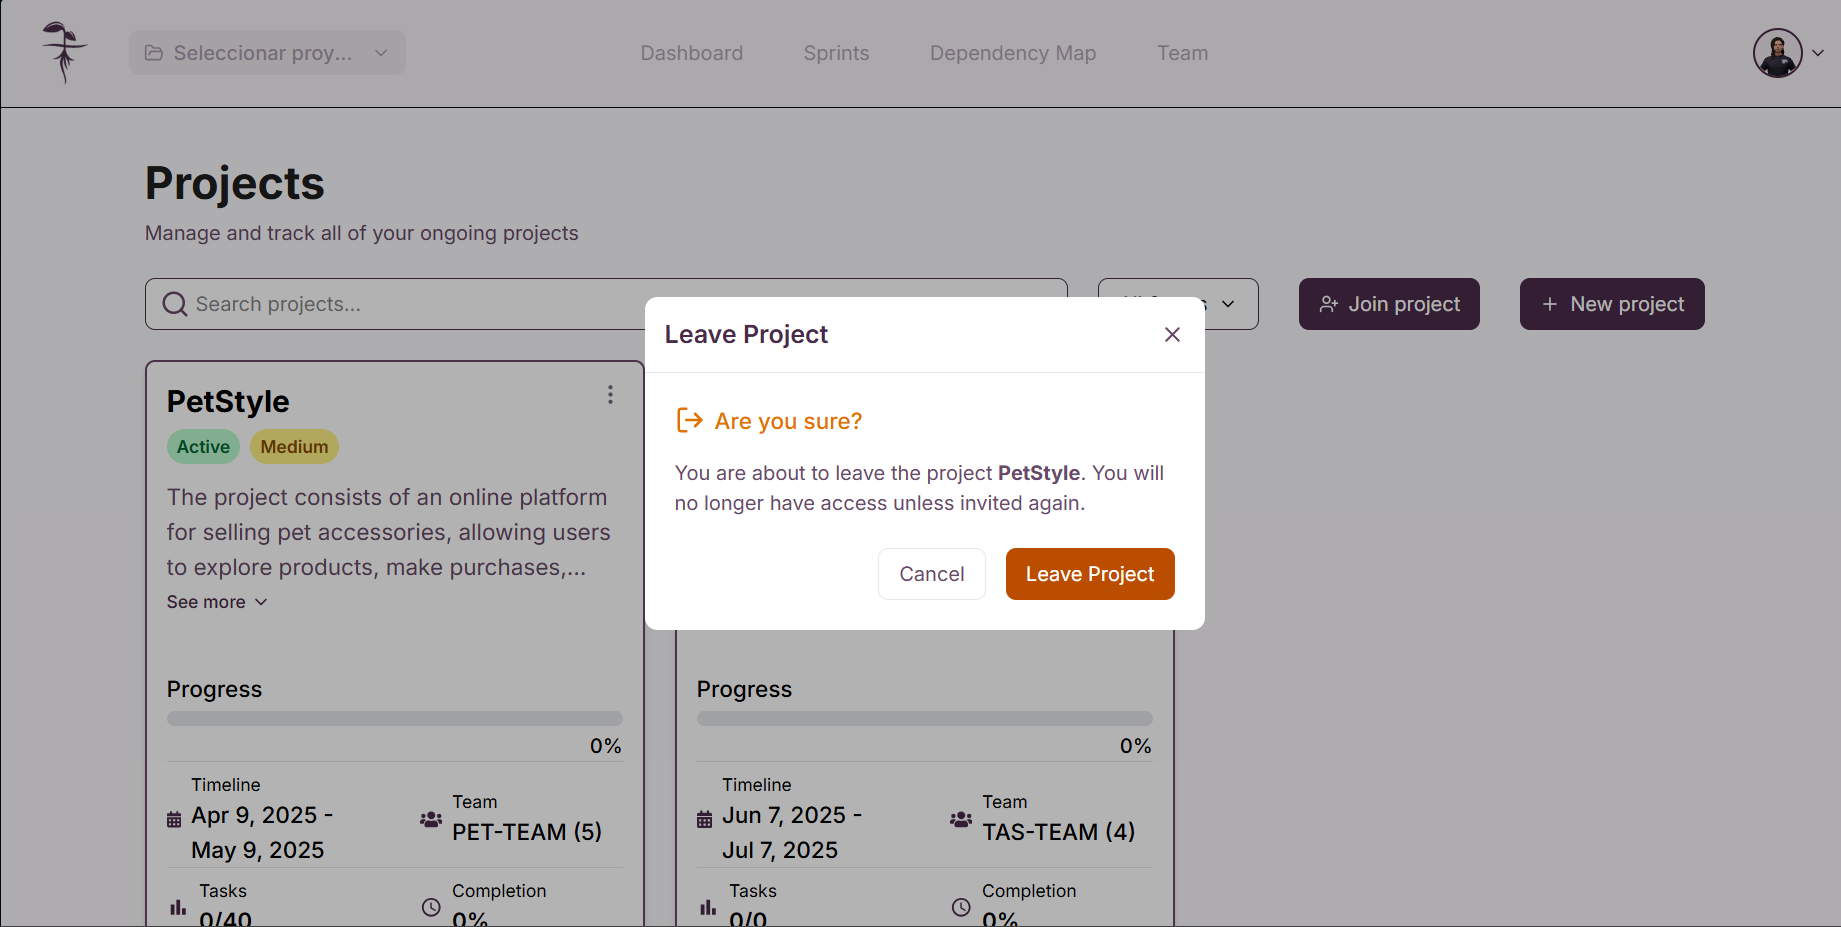 Seleccionar proy...
Dashboard
Sprints
Dependency Map
Team
Projects
Manage and track all of your ongoing projects
Search projects...
Join project
New project
Leave Project
Are you sure?
You are about to leave the project PetStyle. You will
no longer have access unless invited again.
Cancel
Leave Project
PetStyle
Active
Medium
The project consists of an online platform
for selling pet accessories, allowing users
to explore products, make purchases,...
See more
Progress
0%
Timeline
Apr 9, 2025 -
May 9, 2025
Team
PET-TEAM (5)
Tasks
0/40
Completion
0%
Progress
0%
Timeline
Jun 7, 2025 -
Jul 7, 2025
Team
TAS-TEAM (4)
Tasks
0/0
Completion
0%